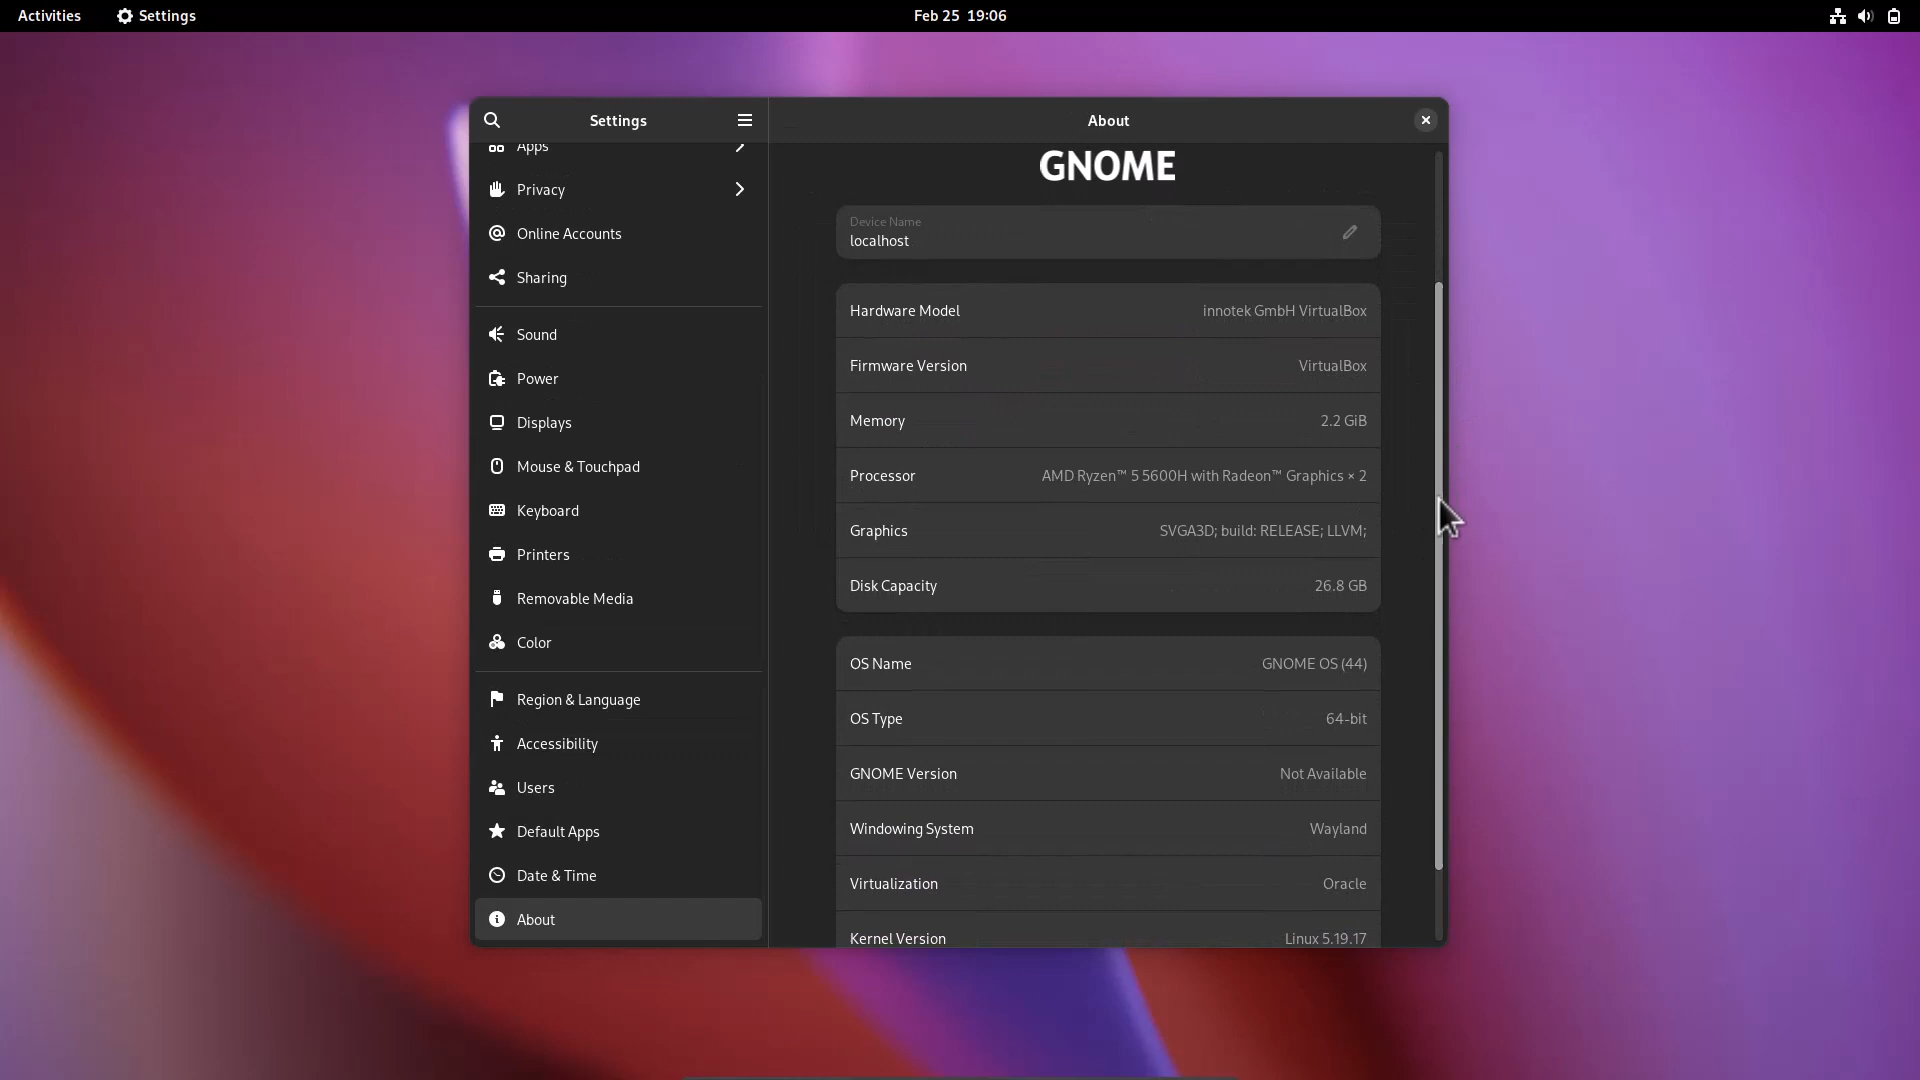 Activities
Settings
Feb 25 19:06
Settings
About
Apps
Privacy
Online Accounts
Sharing
Sound
Power
Displays
Mouse & Touchpad
Keyboard
Printers
Removable Media
Color
Region & Language
Accessibility
Users
Default Apps
Date & Time
About
GNOME
Device Name
localhost
Hardware Model innotek GmbH VirtualBox
Firmware Version VirtualBox
Memory 2.2 GiB
Processor AMD Ryzen™ 5 5600H with Radeon™ Graphics × 2
Graphics SVGA3D; build: RELEASE; LLVM;
Disk Capacity 26.8 GB
OS Name GNOME OS (44)
OS Type 64-bit
GNOME Version Not Available
Windowing System Wayland
Virtualization Oracle
Kernel Version Linux 5.19.17